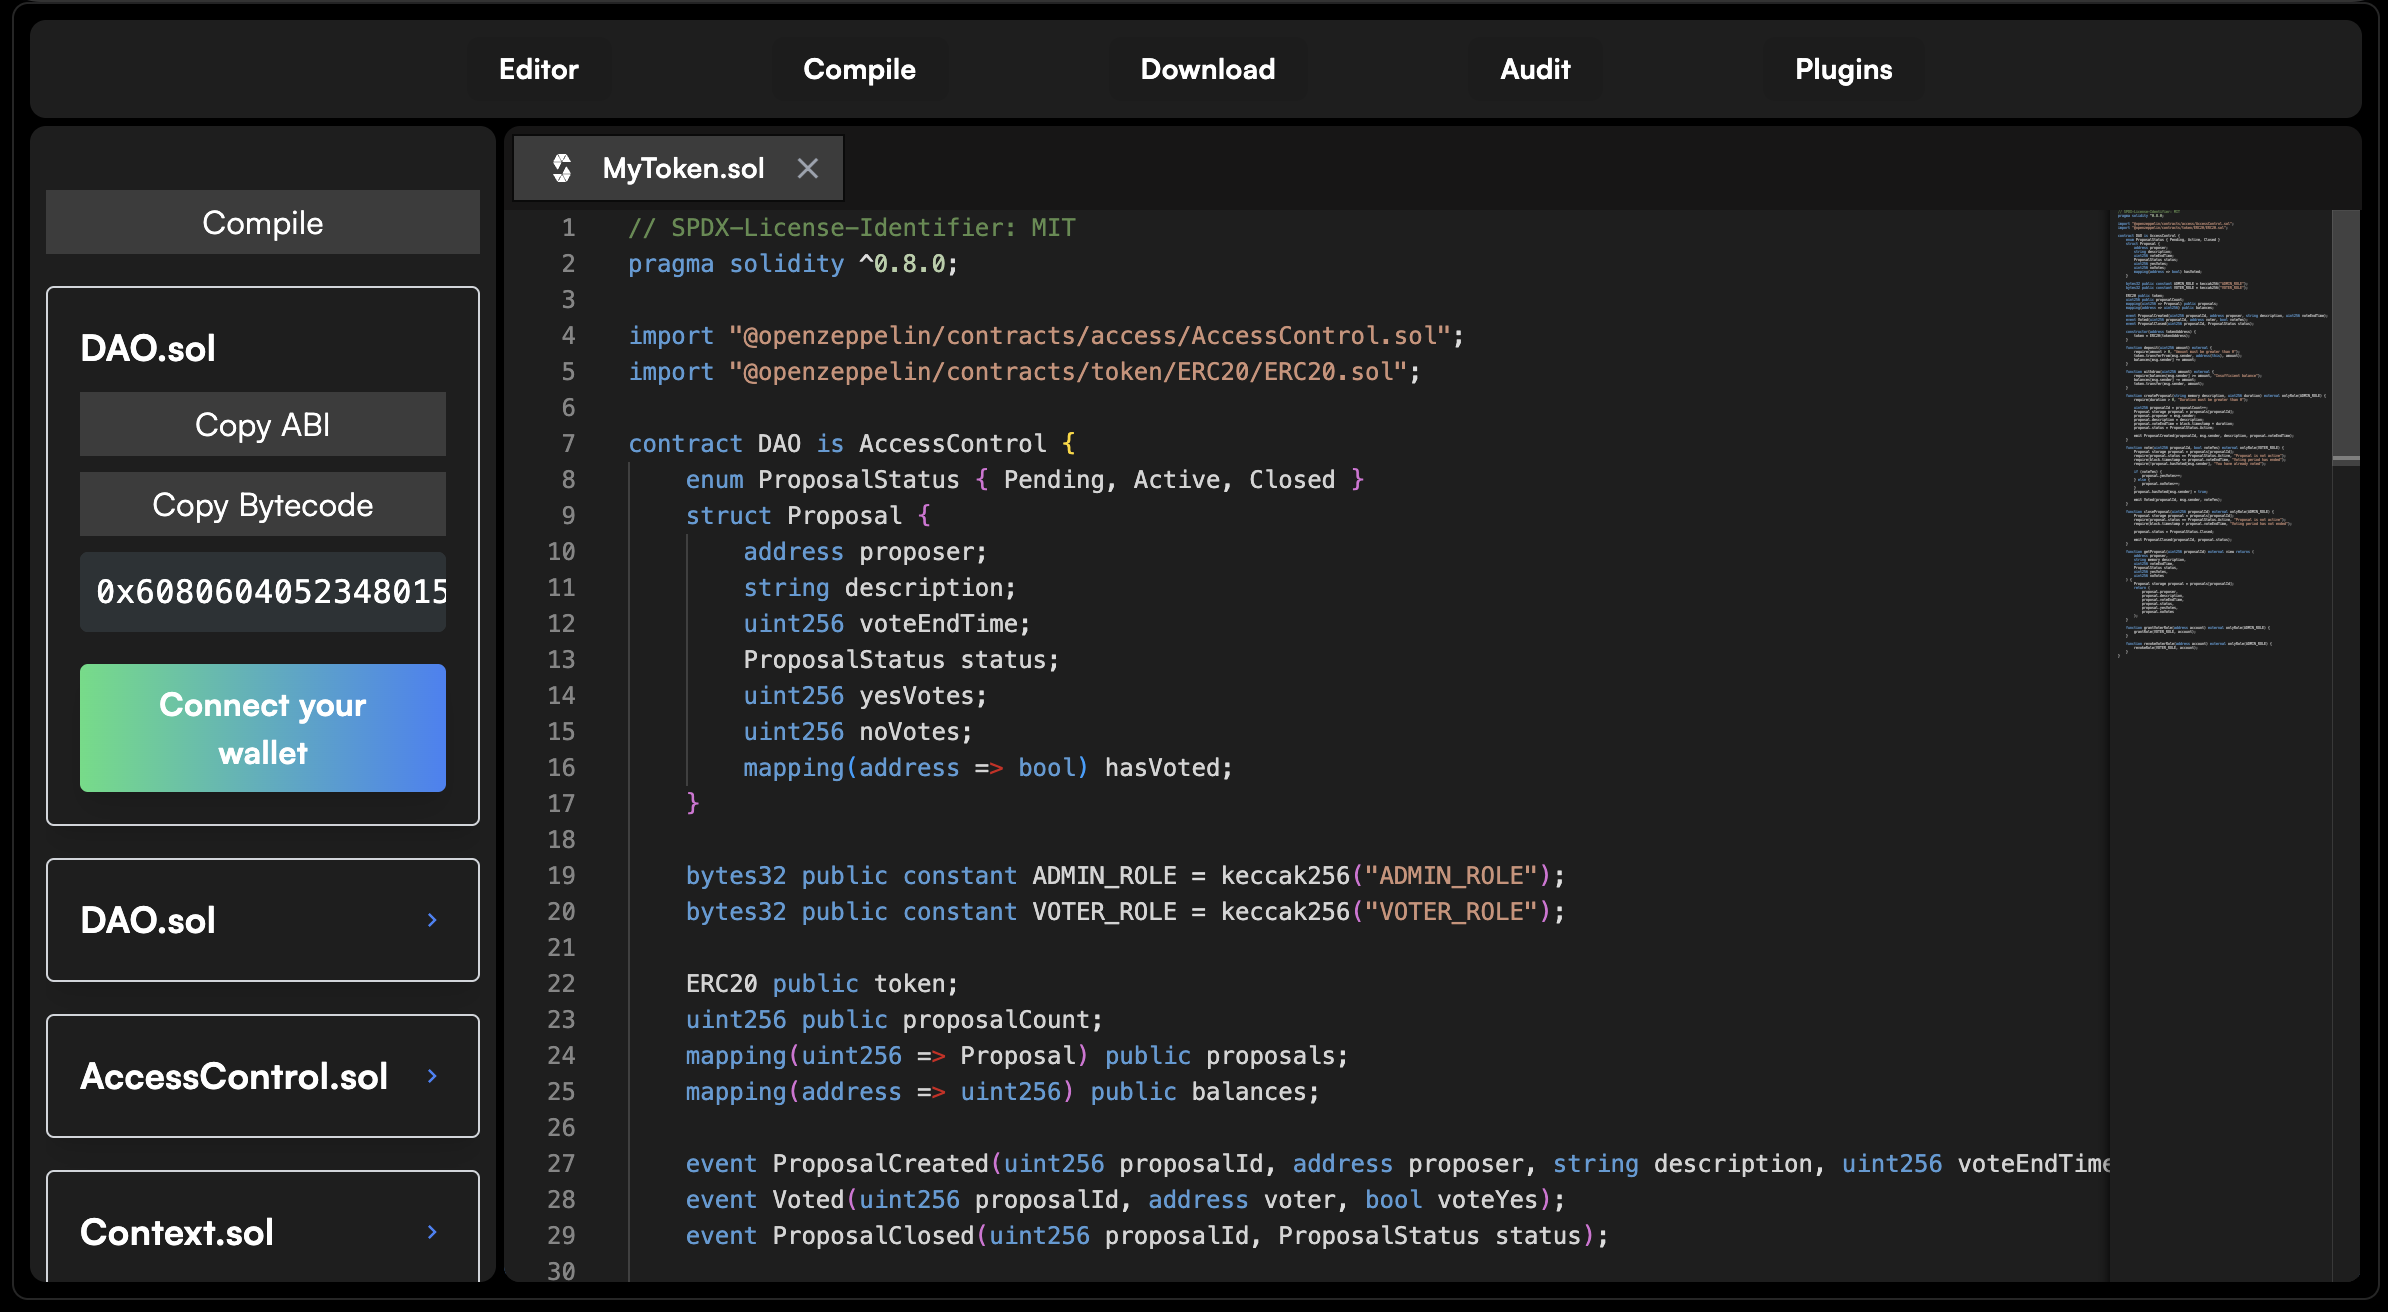 Editor Compile Download Audit Plugins
Compile
DAO.sol
Copy ABI
Copy Bytecode
0x6080604052348015
Connect your
wallet
DAO.sol
AccessControl.sol
Context.sol
MyToken.sol
1 // SPDX-License-Identifier: MIT
2 pragma solidity ^0.8.0;
3
4 import "@openzeppelin/contracts/access/AccessControl.sol";
5 import "@openzeppelin/contracts/token/ERC20/ERC20.sol";
6
7 contract DAO is AccessControl {
8 enum ProposalStatus { Pending, Active, Closed }
9 struct Proposal {
10 address proposer;
11 string description;
12 uint256 voteEndTime;
13 ProposalStatus status;
14 uint256 yesVotes;
15 uint256 noVotes;
16 mapping(address => bool) hasVoted;
17 }
18
19 bytes32 public constant ADMIN_ROLE = keccak256("ADMIN_ROLE");
20 bytes32 public constant VOTER_ROLE = keccak256("VOTER_ROLE");
21
22 ERC20 public token;
23 uint256 public proposalCount;
24 mapping(uint256 => Proposal) public proposals;
25 mapping(address => uint256) public balances;
26
27 event ProposalCreated(uint256 proposalId, address proposer, string description, uint256 voteEndTime
28 event Voted(uint256 proposalId, address voter, bool voteYes);
29 event ProposalClosed(uint256 proposalId, ProposalStatus status);
30